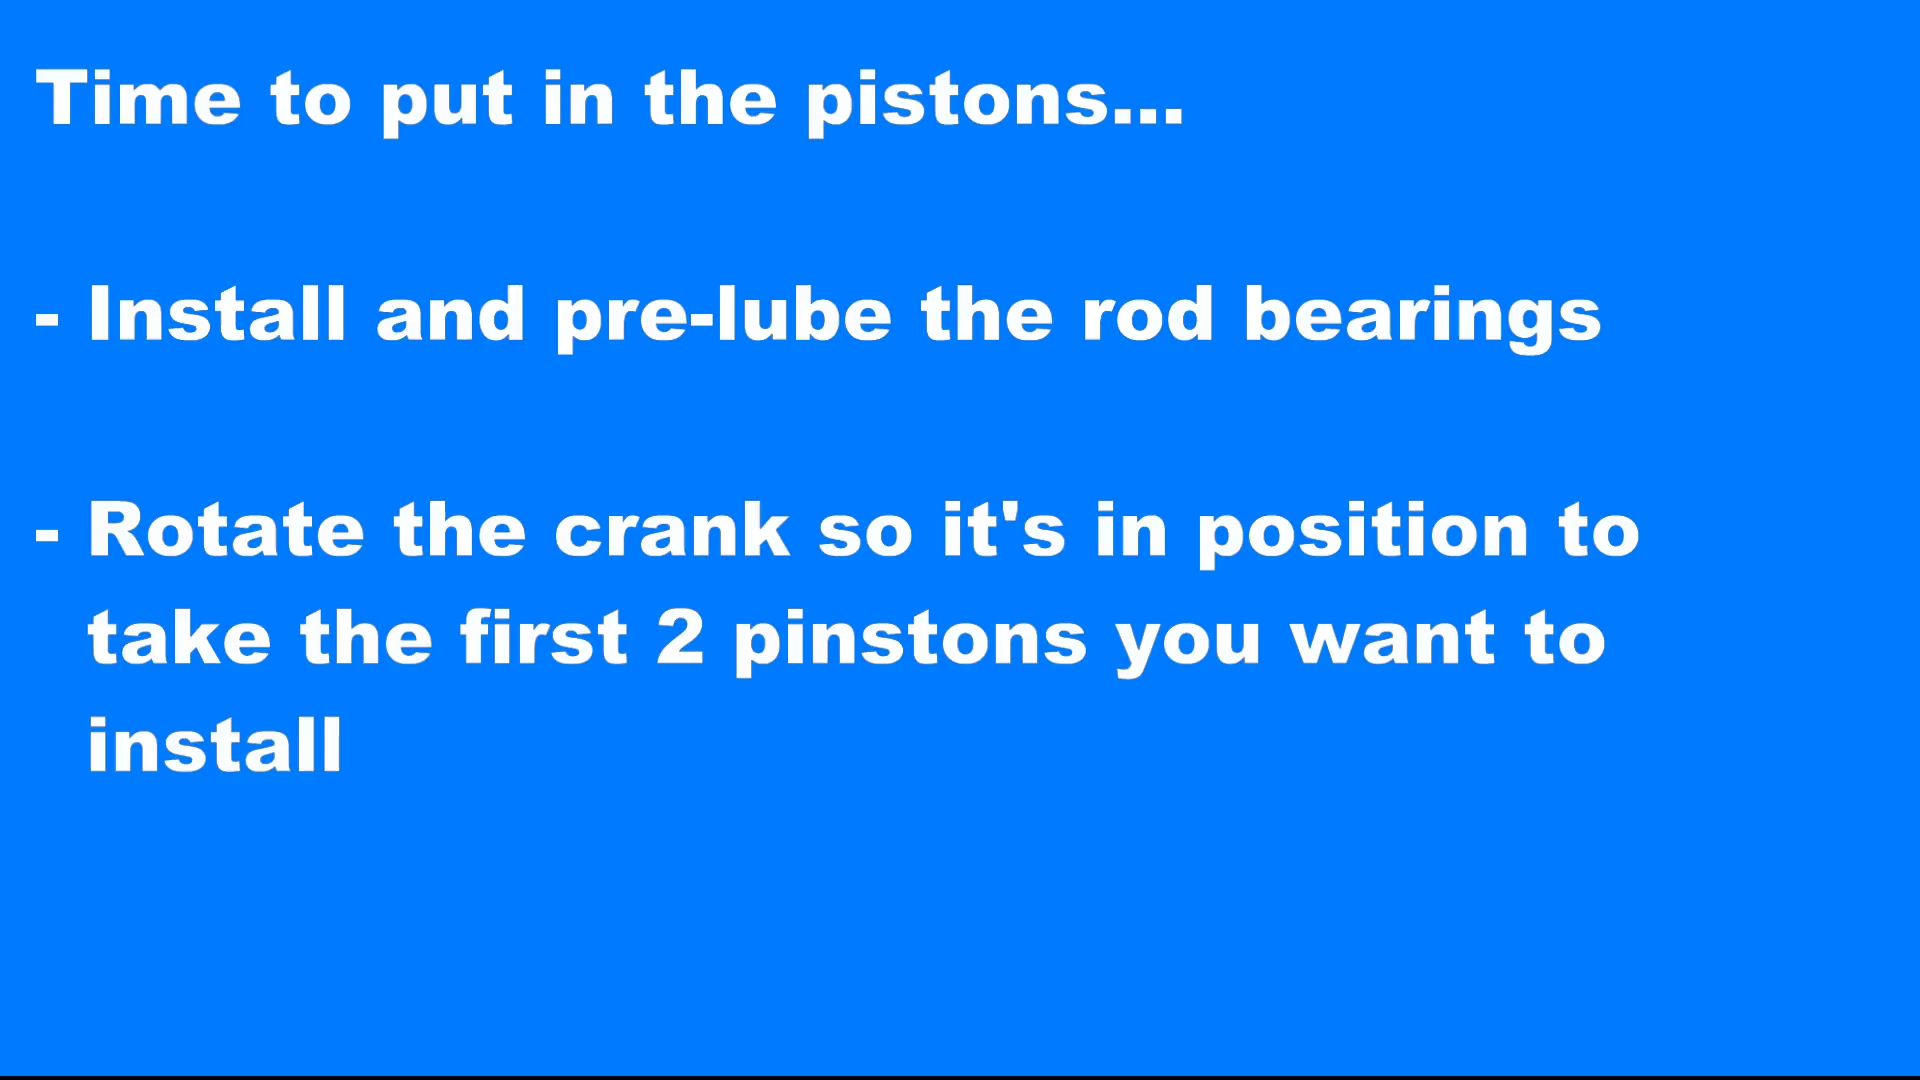 Time to put in the pistons...
- Install and pre-lube the rod bearings
- Rotate the crank so it's in position to
take the first 2 pinstons you want to
install